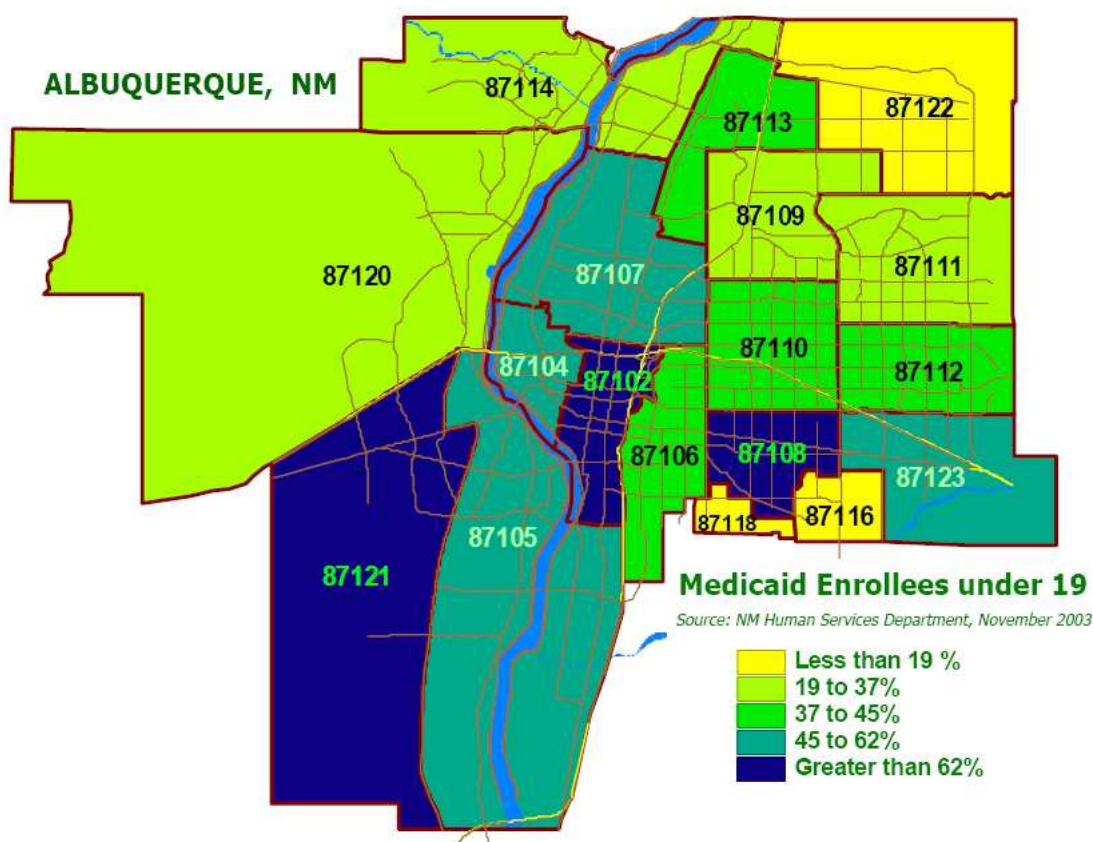 ALBUQUERQUE, NM
87114
87122
87113
87109
87120
87107
87111
87104
87110
87102
87112
87106
87108
87123
87118
87116
87105
87121
Medicaid Enrollees under 19
Source: NM Human Services Department, November 2003
Less than 19 %
19 to 37%
37 to 45%
45 to 62%
Greater than 62%